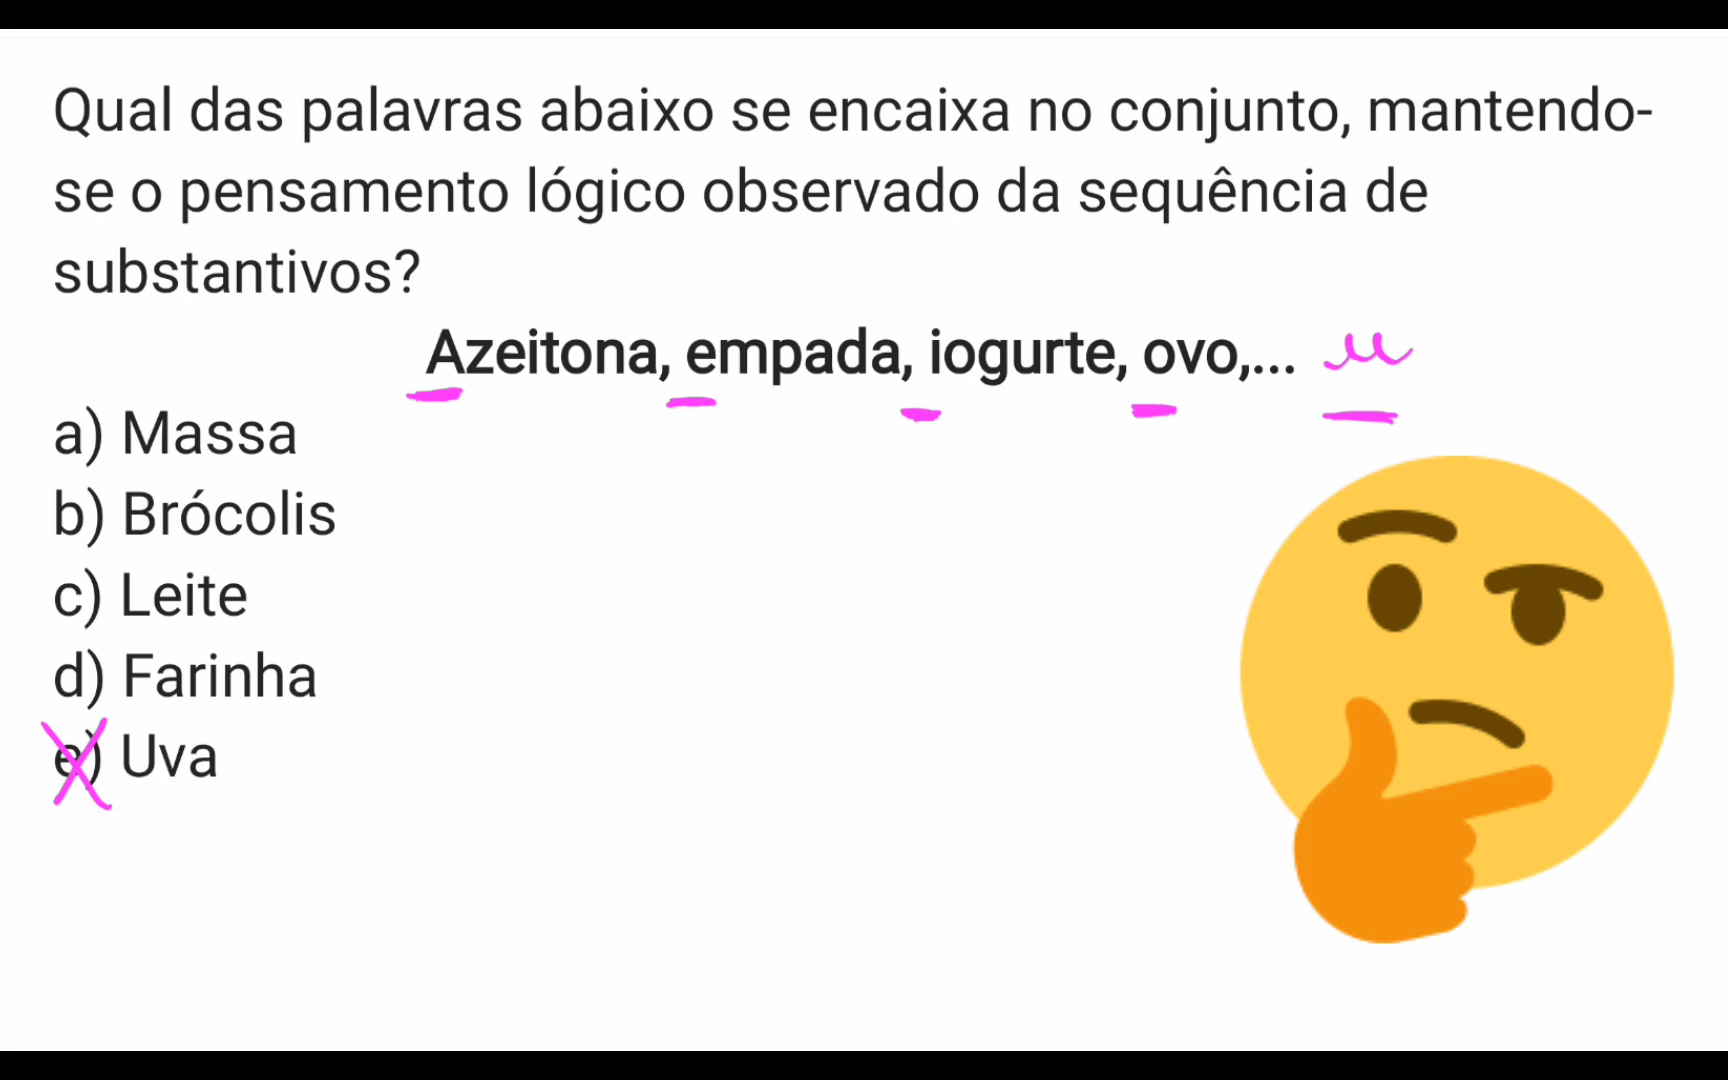 Qual das palavras abaixo se encaixa no conjunto, mantendo-
se o pensamento lógico observado da sequência de
substantivos?
Azeitona, empada, iogurte, ovo,... u
a) Massa
b) Brócolis
c) Leite
d) Farinha
e) Uva